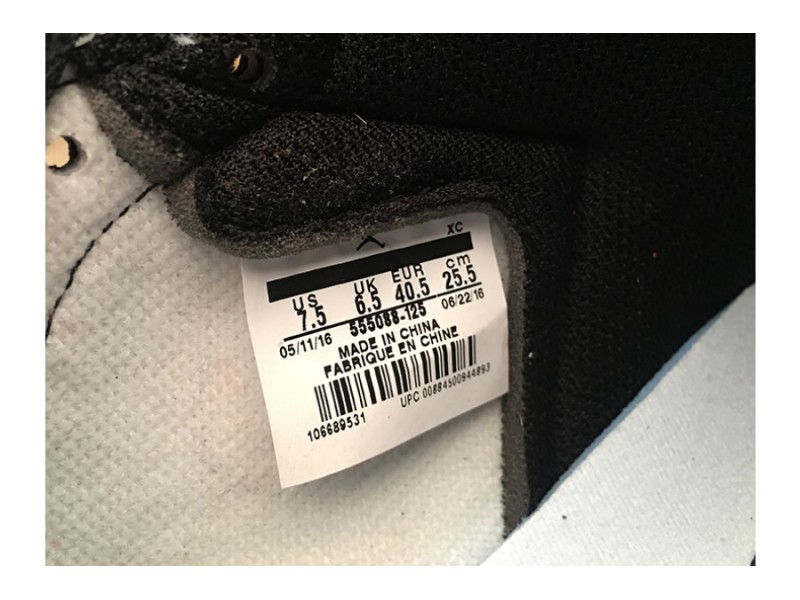 XC
US UK EUR cm
7.5 6.5 40.5 25.5
555088-125
05/11/16 06/22/16
MADE IN CHINA
FABRIQUE EN CHINE
106689531 UPC 00884500944893